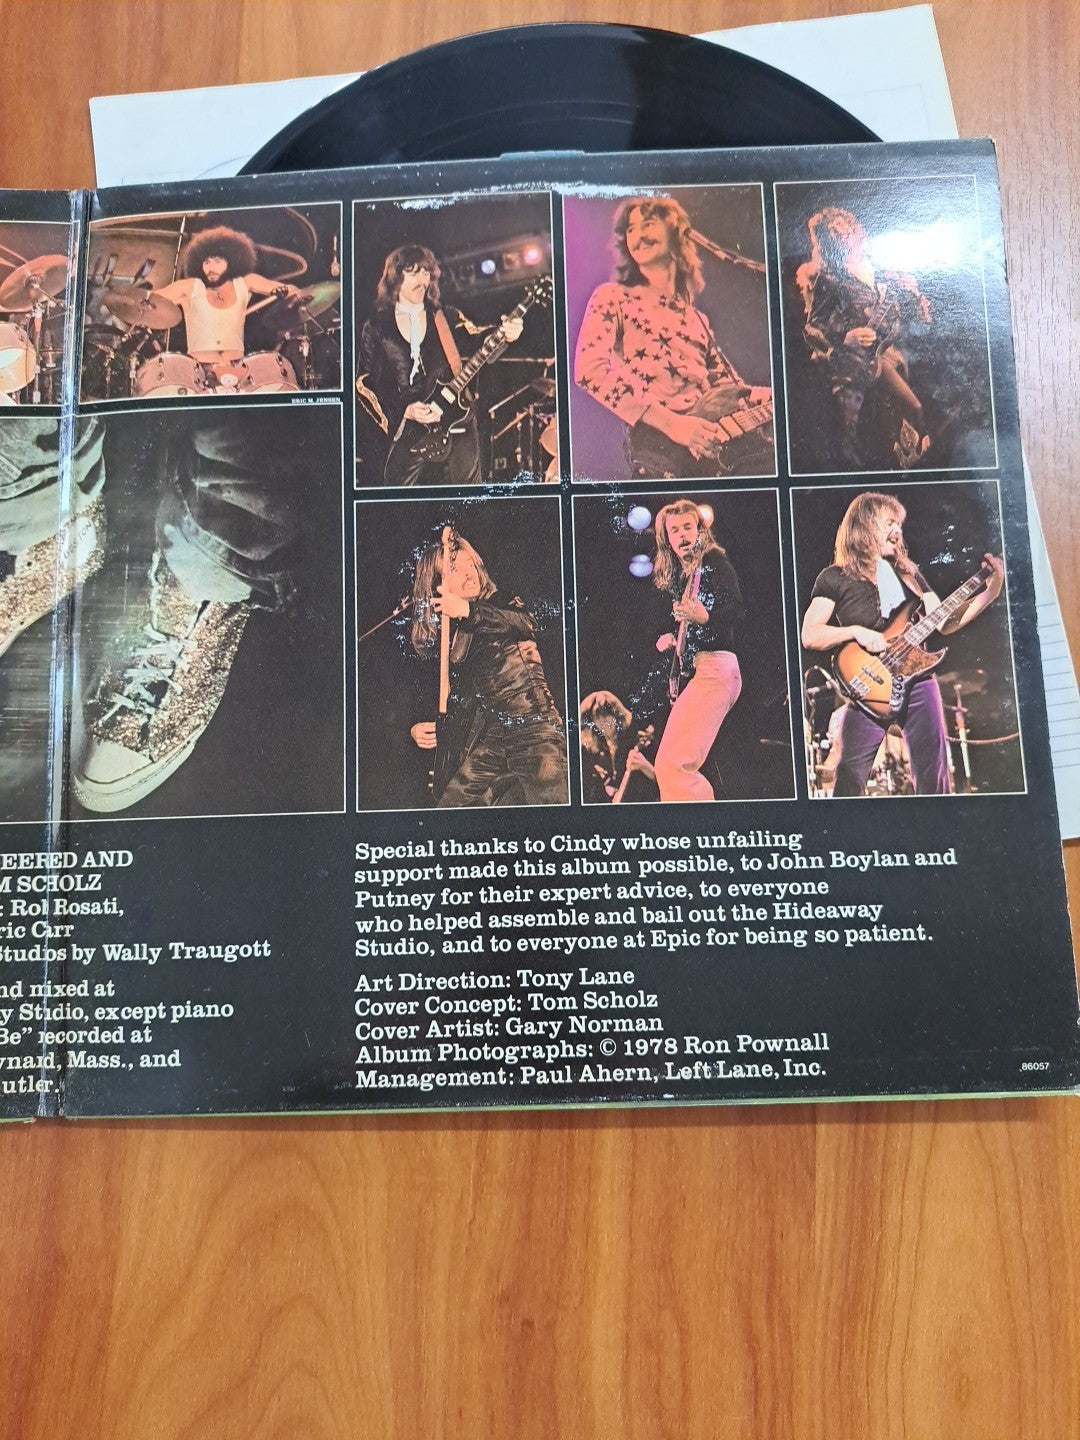 ERIC M. JENSEN
EERED AND
M SCHOLZ
: Rob Rosati,
ric Carr
Studios by Wally Traugott
nd mixed at
y Studio, except piano
Be” recorded at
ynard, Mass., and
utler.
Special thanks to Cindy whose unfailing
support made this album possible, to John Boylan and
Putney for their expert advice, to everyone
who helped assemble and bail out the Hideaway
Studio, and to everyone at Epic for being so patient.
Art Direction: Tony Lane
Cover Concept: Tom Scholz
Cover Artist: Gary Norman
Album Photographs: © 1978 Ron Pownall
Management: Paul Ahern, Left Lane, Inc.
86057